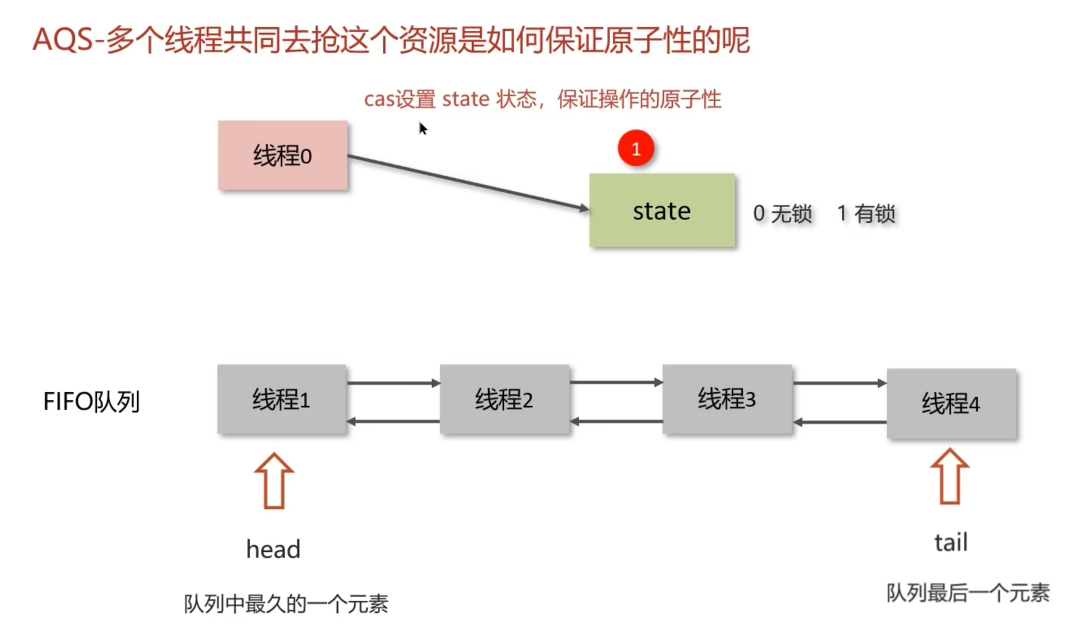 AQS-多个线程共同去抢这个资源是如何保证原子性的呢
cas设置 state 状态，保证操作的原子性
线程0
1
state
0 无锁 1 有锁
FIFO队列
线程1
线程2
线程3
线程4
head
tail
队列中最久的一个元素
队列最后一个元素